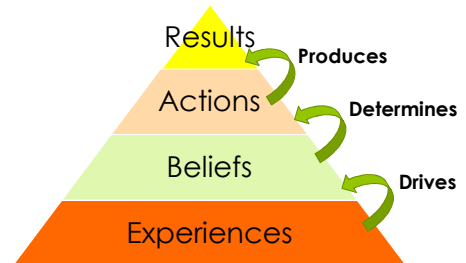 Results
Produces
Actions
Determines
Beliefs
Drives
Experiences